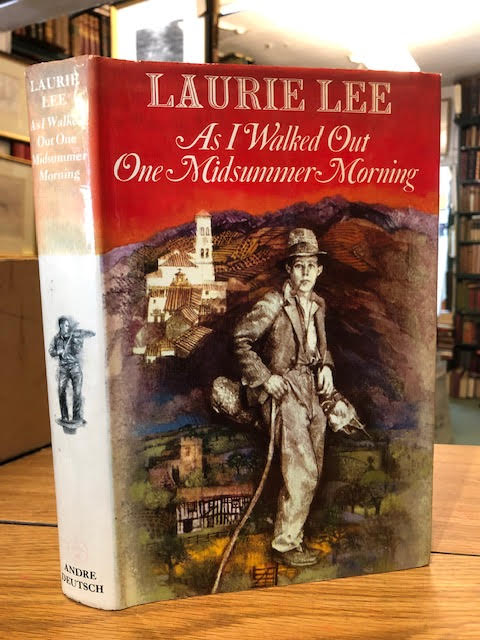 LAURIE LEE
As I Walked Out
One Midsummer Morning
LAURIE
LEE
As I Walked
Out One
Midsummer
Morning
ANDRE
DEUTSCH